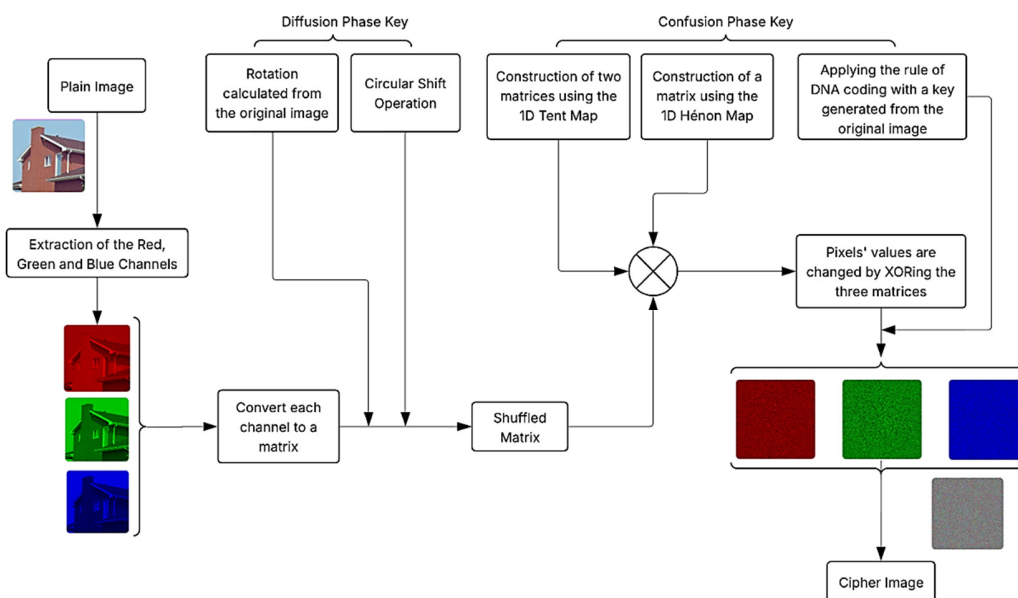 Diffusion Phase Key
Confusion Phase Key
Plain Image
Rotation
calculated from
the original image
Circular Shift
Operation
Construction of two
matrices using the
1D Tent Map
Construction of a
matrix using the
1D Hénon Map
Applying the rule of
DNA coding with a key
generated from the
original image
Extraction of the Red,
Green and Blue Channels
Pixels' values are
changed by XORing the
three matrices
Convert each
channel to a
matrix
Shuffled
Matrix
Cipher Image